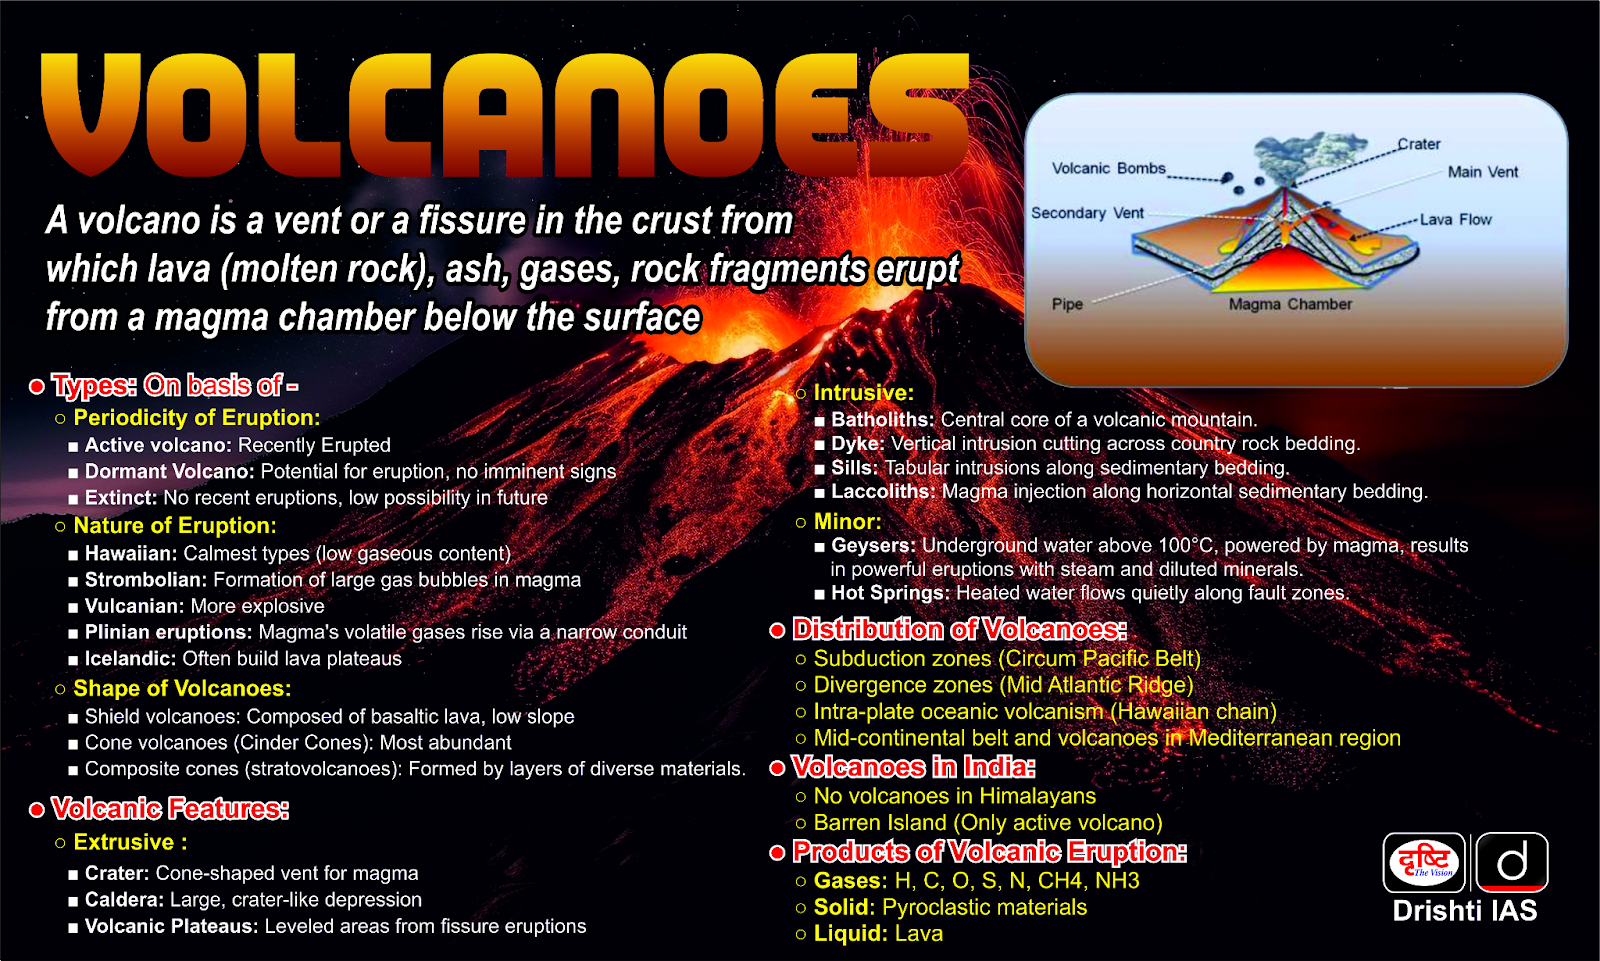 VOLCANOES
A volcano is a vent or a fissure in the crust from
which lava (molten rock), ash, gases, rock fragments erupt
from a magma chamber below the surface
Crater
Volcanic Bombs
Main Vent
Secondary Vent
Lava Flow
Pipe
Magma Chamber
● Types: On basis of -
○ Periodicity of Eruption:
■ Active volcano: Recently Erupted
■ Dormant Volcano: Potential for eruption, no imminent signs
■ Extinct: No recent eruptions, low possibility in future
○ Nature of Eruption:
■ Hawaiian: Calmest types (low gaseous content)
■ Strombolian: Formation of large gas bubbles in magma
■ Vulcanian: More explosive
■ Plinian eruptions: Magma's volatile gases rise via a narrow conduit
■ Icelandic: Often build lava plateaus
○ Shape of Volcanoes:
■ Shield volcanoes: Composed of basaltic lava, low slope
■ Cone volcanoes (Cinder Cones): Most abundant
■ Composite cones (stratovolcanoes): Formed by layers of diverse materials.
● Volcanic Features:
○ Extrusive :
■ Crater: Cone-shaped vent for magma
■ Caldera: Large, crater-like depression
■ Volcanic Plateaus: Leveled areas from fissure eruptions
○ Intrusive:
■ Batholiths: Central core of a volcanic mountain.
■ Dyke: Vertical intrusion cutting across country rock bedding.
■ Sills: Tabular intrusions along sedimentary bedding.
■ Laccoliths: Magma injection along horizontal sedimentary bedding.
○ Minor:
■ Geysers: Underground water above 100°C, powered by magma, results
in powerful eruptions with steam and diluted minerals.
■ Hot Springs: Heated water flows quietly along fault zones.
● Distribution of Volcanoes:
○ Subduction zones (Circum Pacific Belt)
○ Divergence zones (Mid Atlantic Ridge)
○ Intra-plate oceanic volcanism (Hawaiian chain)
○ Mid-continental belt and volcanoes in Mediterranean region
● Volcanoes in India:
○ No volcanoes in Himalayans
○ Barren Island (Only active volcano)
● Products of Volcanic Eruption:
○ Gases: H, C, O, S, N, CH4, NH3
○ Solid: Pyroclastic materials
○ Liquid: Lava
दृष्टि
The Vision
d
Drishti IAS